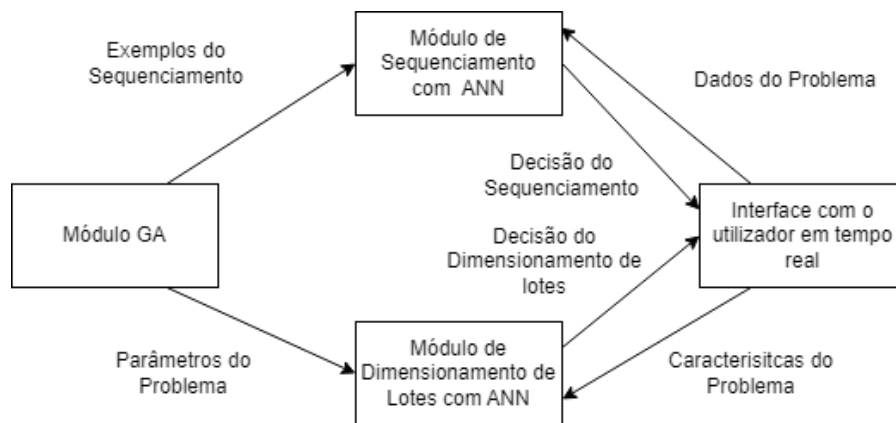 Exemplos do
Sequenciamento
Módulo de
Sequenciamento
com ANN
Dados do Problema
Decisão do
Sequenciamento
Módulo GA
Interface com o
utilizador em tempo
real
Decisão do
Dimensionamento de
lotes
Parâmetros do
Problema
Módulo de
Dimensionamento de
Lotes com ANN
Caracterisitcas do
Problema